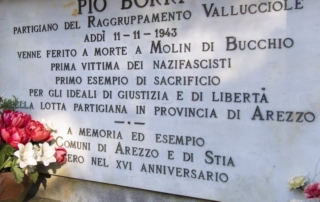 PIO BORRI
PARTIGIANO DEL RAGGRUPPAMENTO VALLUCCIOLE
ADDÌ 11-11-1943
VENNE FERITO A MORTE A MOLIN DI BUCCHIO
PRIMA VITTIMA DEI NAZIFASCISTI
PRIMO ESEMPIO DI SACRIFICIO
PER GLI IDEALI DI GIUSTIZIA E DI LIBERTÀ
LOTTA PARTIGIANA IN PROVINCIA DI AREZZO
A MEMORIA ED ESEMPIO
COMUNI DI AREZZO E DI STIA
NEL XVI ANNIVERSARIO